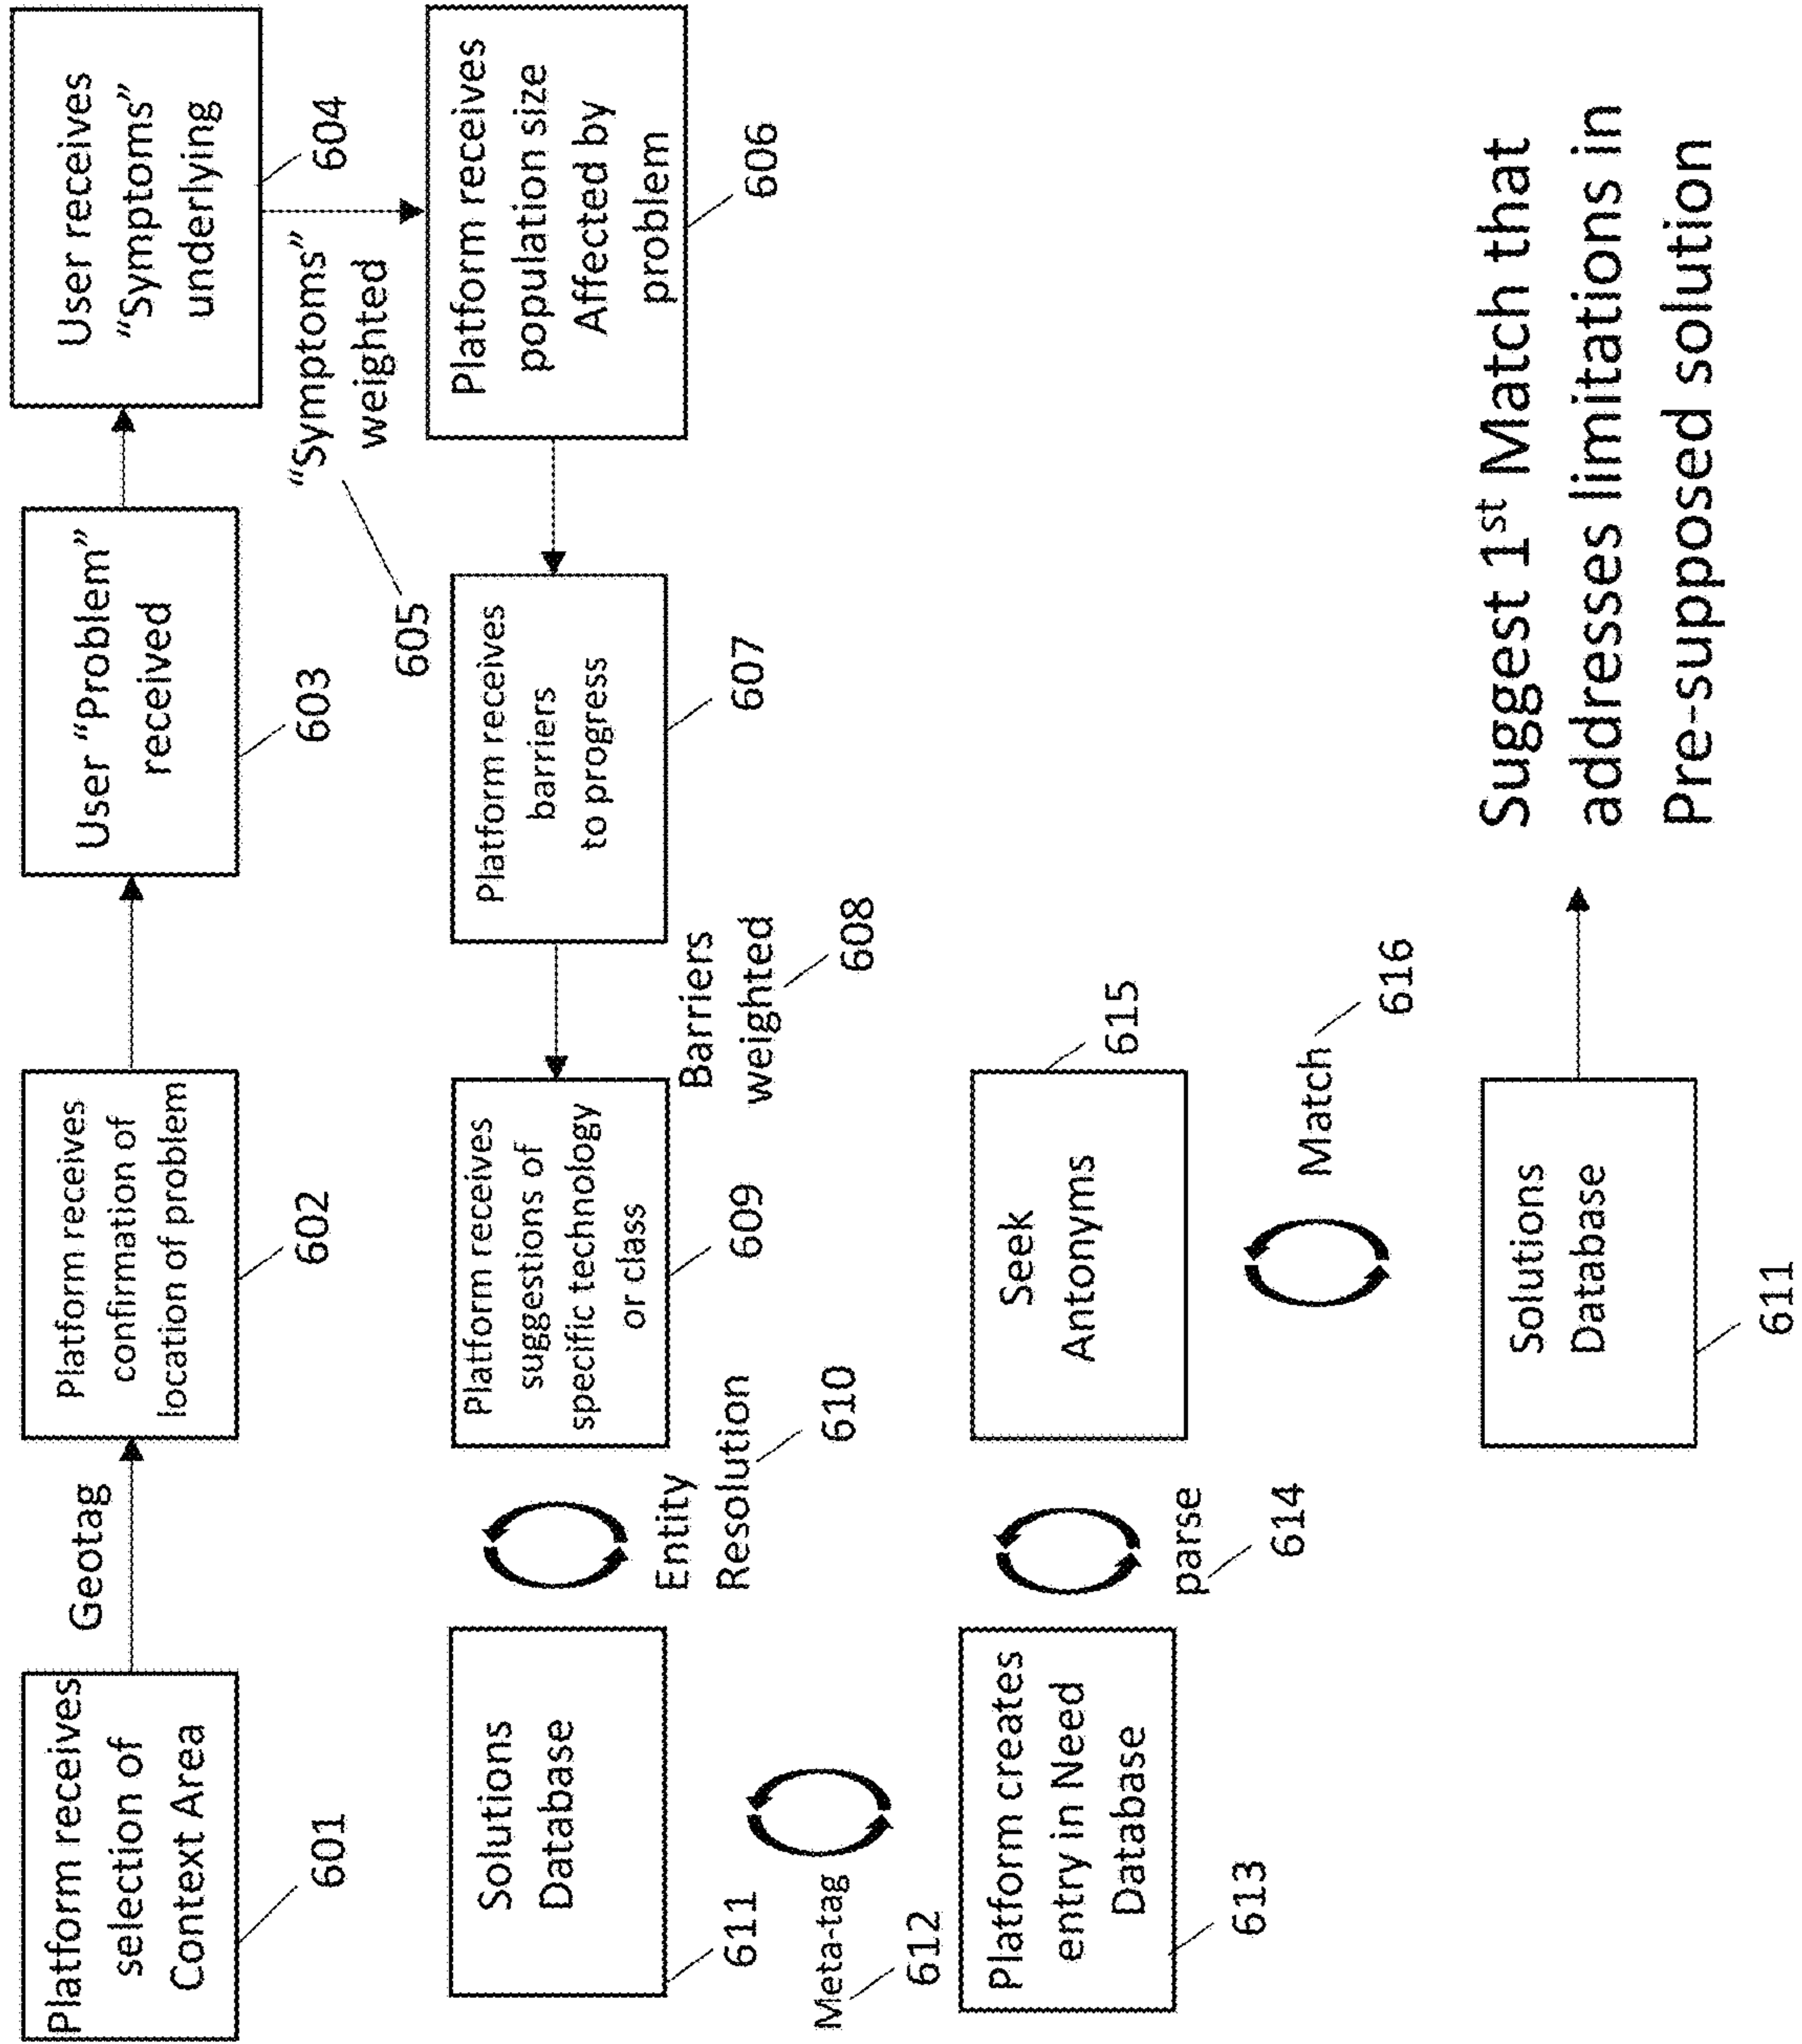 Platform receives
selection of
Context Area
601
Geotag
Platform receives
confirmation of
location of problem
602
User “Problem”
received
603
User receives
“Symptoms”
underlying
604
“Symptoms”
weighted
605
Platform receives
population size
Affected by
problem
606
Platform receives
barriers
to progress
607
Barriers
weighted
608
Platform receives
suggestions of
specific technology
or class
609
Entity
Resolution
610
Solutions
Database
611
Meta-tag
612
Platform creates
entry in Need
Database
613
parse
614
Seek
Antonyms
615
Match
616
Solutions
Database
611
Suggest 1st Match that
addresses limitations in
Pre-supposed solution